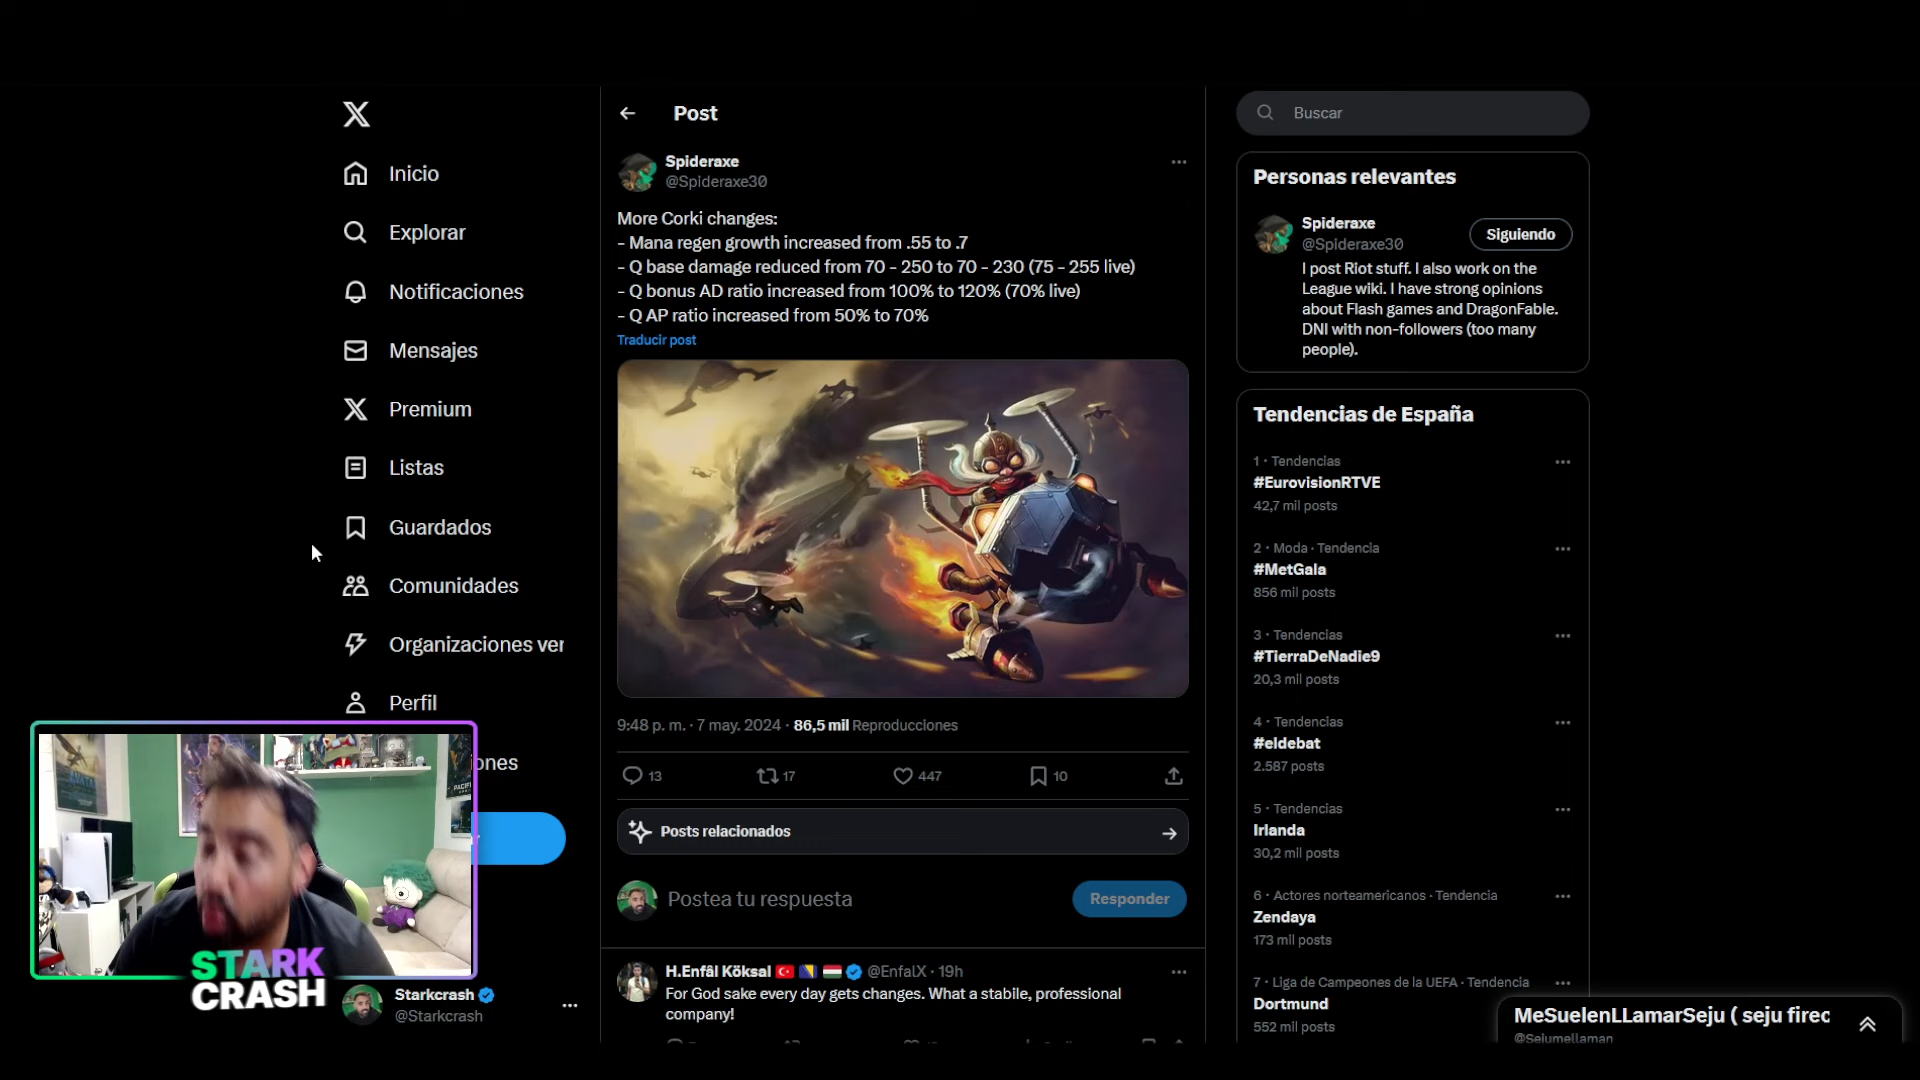 Inicio
Explorar
Notificaciones
Mensajes
Premium
Listas
Guardados
Comunidades
Organizaciones ver
Perfil
ones
STARK
CRASH
Starkcrash
@Starkcrash
Post
Spideraxe
@Spideraxe30
More Corki changes:
- Mana regen growth increased from .55 to .7
- Q base damage reduced from 70 - 250 to 70 - 230 (75 - 255 live)
- Q bonus AD ratio increased from 100% to 120% (70% live)
- Q AP ratio increased from 50% to 70%
Traducir post
9:48 p. m. · 7 may. 2024 · 86,5 mil Reproducciones
13 17 447 10
Posts relacionados
Postea tu respuesta
Responder
H.Enfâl Köksal @EnfalX · 19h
For God sake every day gets changes. What a stabile, professional
company!
Buscar
Personas relevantes
Spideraxe
@Spideraxe30
Siguiendo
I post Riot stuff. I also work on the
League wiki. I have strong opinions
about Flash games and DragonFable.
DNI with non-followers (too many
people).
Tendencias de España
1 · Tendencias
#EurovisionRTVE
42,7 mil posts
2 · Moda · Tendencia
#MetGala
856 mil posts
3 · Tendencias
#TierraDeNadie9
20,3 mil posts
4 · Tendencias
#eldebate
2.587 posts
5 · Tendencias
Irlanda
30,2 mil posts
6 · Actores norteamericanos · Tendencia
Zendaya
173 mil posts
7 · Liga de Campeones de la UEFA · Tendencia
Dortmund
552 mil posts
MeSuelenLLamarSeju ( seju firec
@Sejumellaman